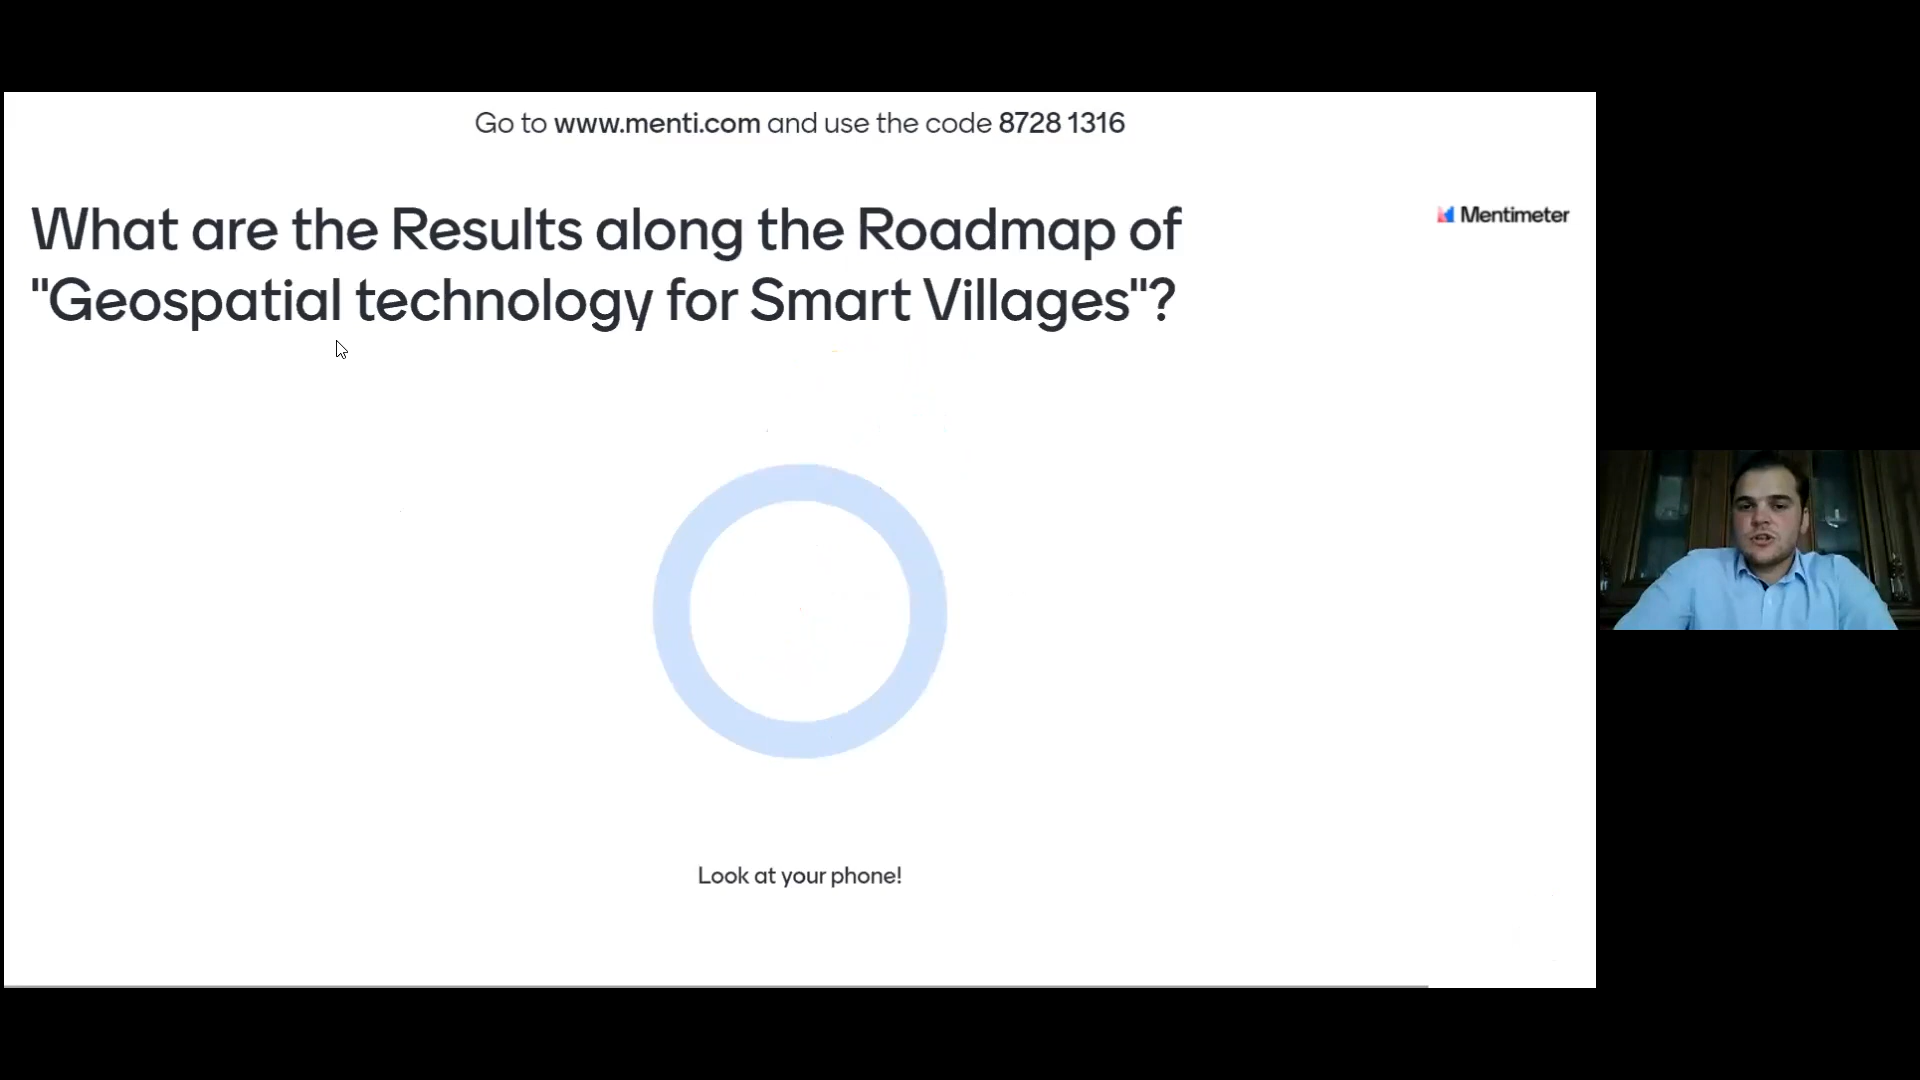 Go to www.menti.com and use the code 8728 1316
What are the Results along the Roadmap of
"Geospatial technology for Smart Villages"?
Mentimeter
Look at your phone!